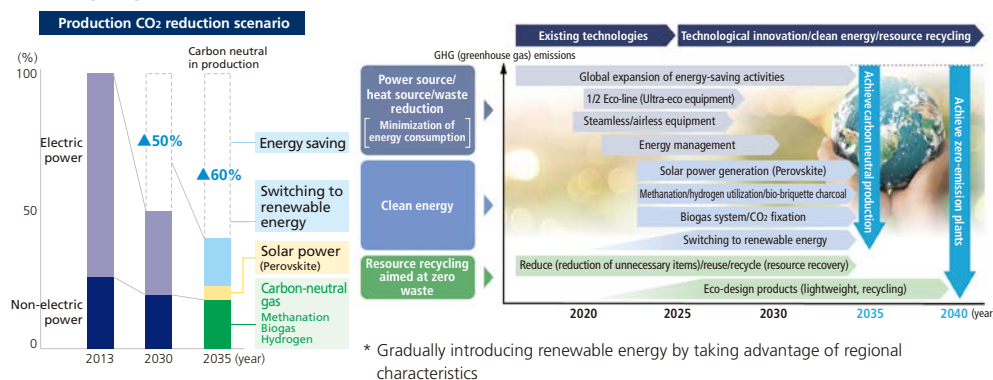 Production CO2 reduction scenario
(%)
100
50
0
Electric
power
Non-electric
power
Carbon neutral
in production
▲50%
▲60%
Energy saving
Switching to
renewable
energy
Solar power
(Perovskite)
Carbon-neutral
gas
Methanation
Biogas
Hydrogen
2013
2030
2035 (year)
Existing technologies
Technological innovation/clean energy/resource recycling
GHG (greenhouse gas) emissions
Power source/
heat source/waste
reduction
[Minimization of
energy consumption]
Global expansion of energy-saving activities
1/2 Eco-line (Ultra-eco equipment)
Steamless/airless equipment
Energy management
Clean energy
Solar power generation (Perovskite)
Methanation/hydrogen utilization/bio-briquette charcoal
Biogas system/CO2 fixation
Switching to renewable energy
Resource recycling
aimed at zero
waste
Reduce (reduction of unnecessary items)/reuse/recycle (resource recovery)
Eco-design products (lightweight, recycling)
Achieve carbon neutral production
Achieve zero-emission plants
2020
2025
2030
2035
2040 (year
* Gradually introducing renewable energy by taking advantage of regional
characteristics